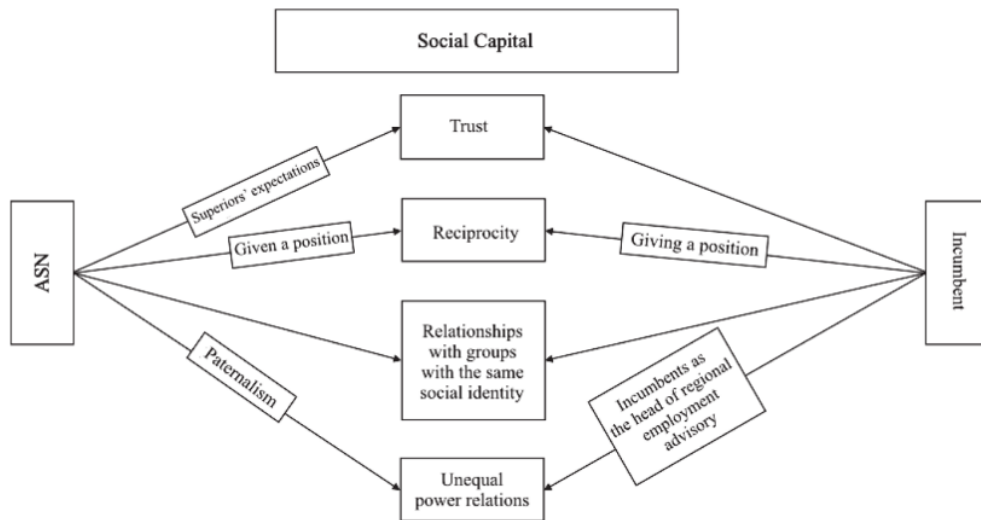 Social Capital
Trust
Superiors' expectations
Given a position
Reciprocity
Giving a position
ASN
Incumbent
Relationships
with groups
with the same
social identity
Paternalism
Incumbents as
the head of regional
employment
advisory
Unequal
power relations